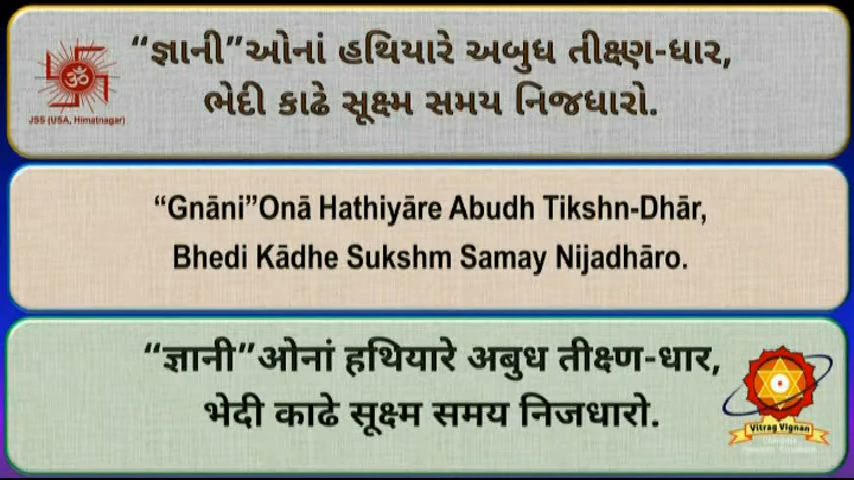 “જ્ઞાની”ઓનાં હથિયારે અબુધ તીક્ષ્ણ-ધાર,
ભેદી કાઢે સૂક્ષ્મ સમય નિજધારો.
JSS (USA, Himatnagar)
“Gnāni”Onā Hathiyāre Abudh Tikshn-Dhār,
Bhedi Kādhe Sukshm Samay Nijadhāro.
“ज्ञानी”ओनां हथियारे अबुध तीक्ष्ण-धार,
भेदी काढे सूक्ष्म समय निजधारो.
Vitrag Vignan